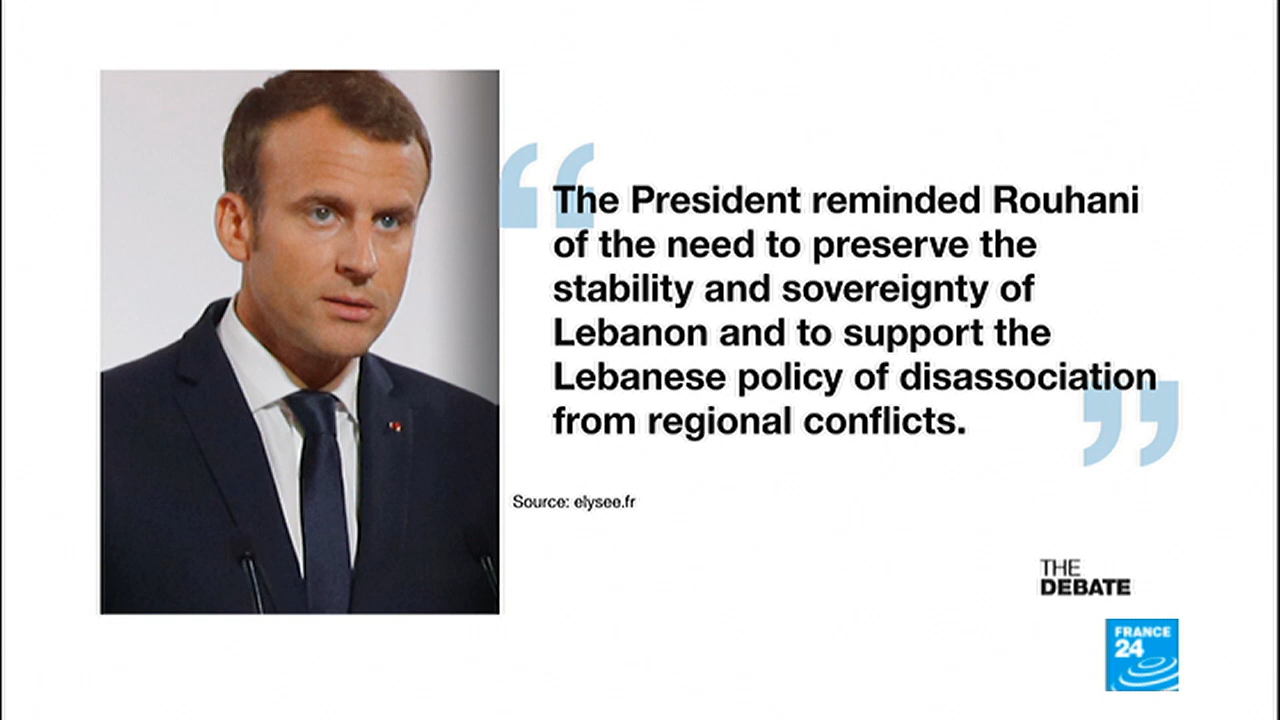 The President reminded Rouhani
of the need to preserve the
stability and sovereignty of
Lebanon and to support the
Lebanese policy of disassociation
from regional conflicts.
Source: elysee.fr
THE
DEBATE
FRANCE
24